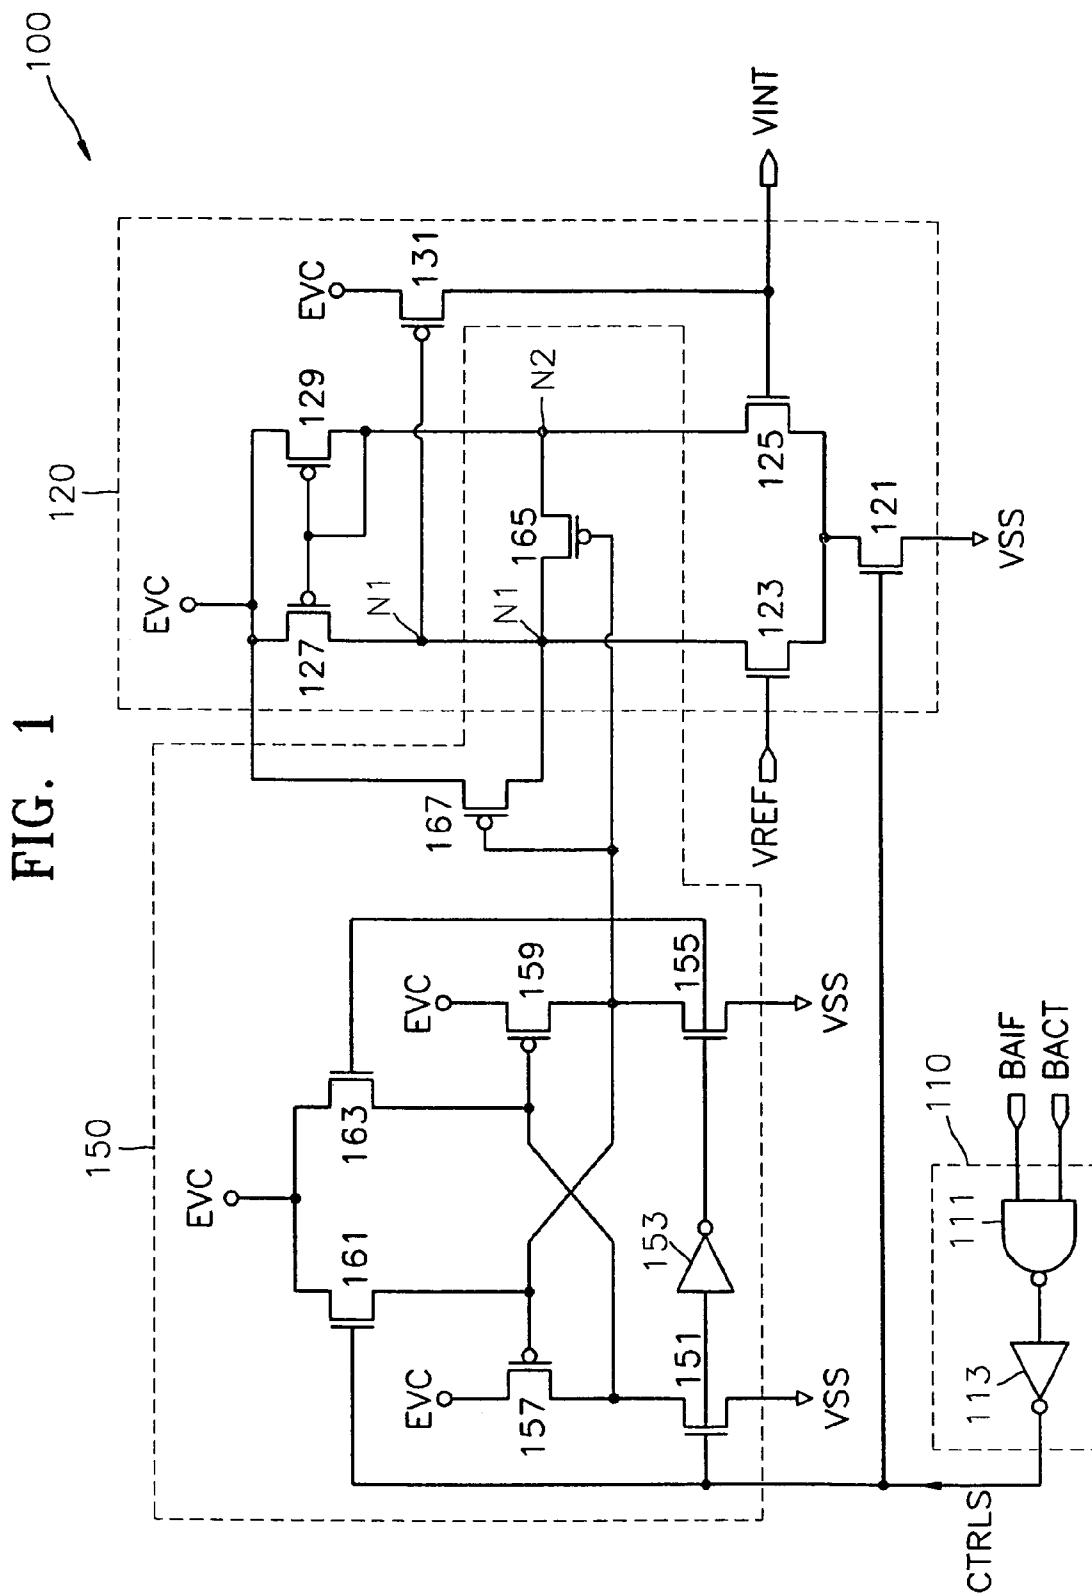 FIG. 1
100
120
EVC
EVC
127
129
131
N1
N1
N2
165
167
VREF
123
125
121
VSS
VINT
150
EVC
161
163
EVC
EVC
157
159
151
153
155
VSS
VSS
110
111
113
BAIF
BACT
CTRLS